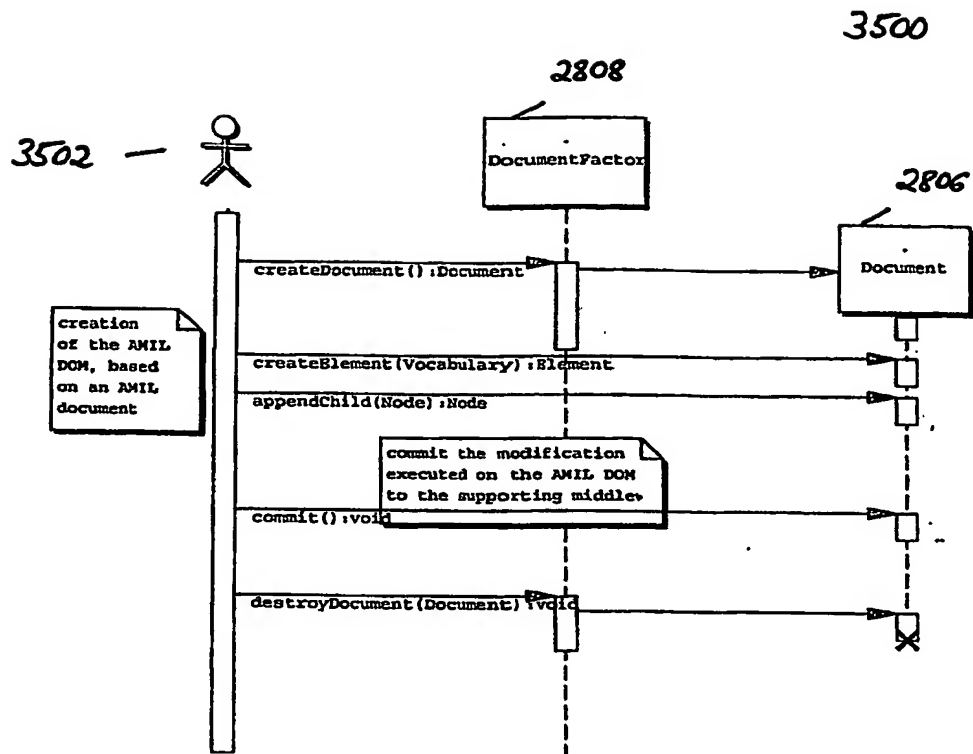 3500
2808
3502
DocumentFactor
2806
Document
createDocument():Document
creation
of the AMIL
DOM, based
on an AMIL
document
createElement(Vocabulary):Element
appendChild(Node):Node
commit the modification
executed on the AMIL DOM
to the supporting middlew
commit():void
destroyDocument(Document):void